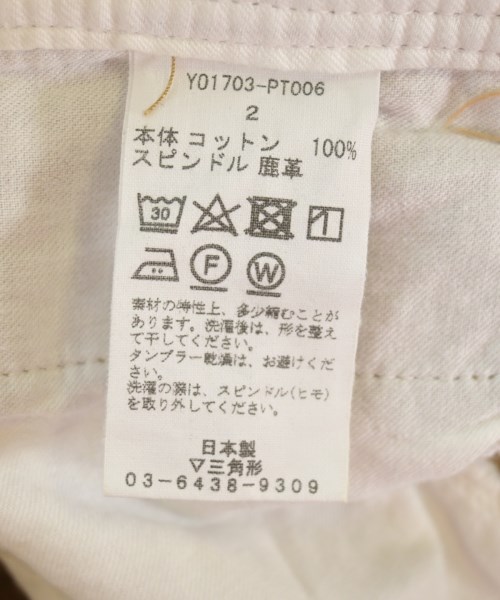 Y01703-PT006
2
本体 コットン 100%
スピンドル 鹿革
30
F W
素材の特性上、多少縮むことが
あります。洗濯後は、形を整え
て干してください。
タンブラー乾燥は、お避けくだ
さい。
洗濯の際は、スピンドル(ヒモ)
を取り外してください。
日本製
▽三角形
03-6438-9309